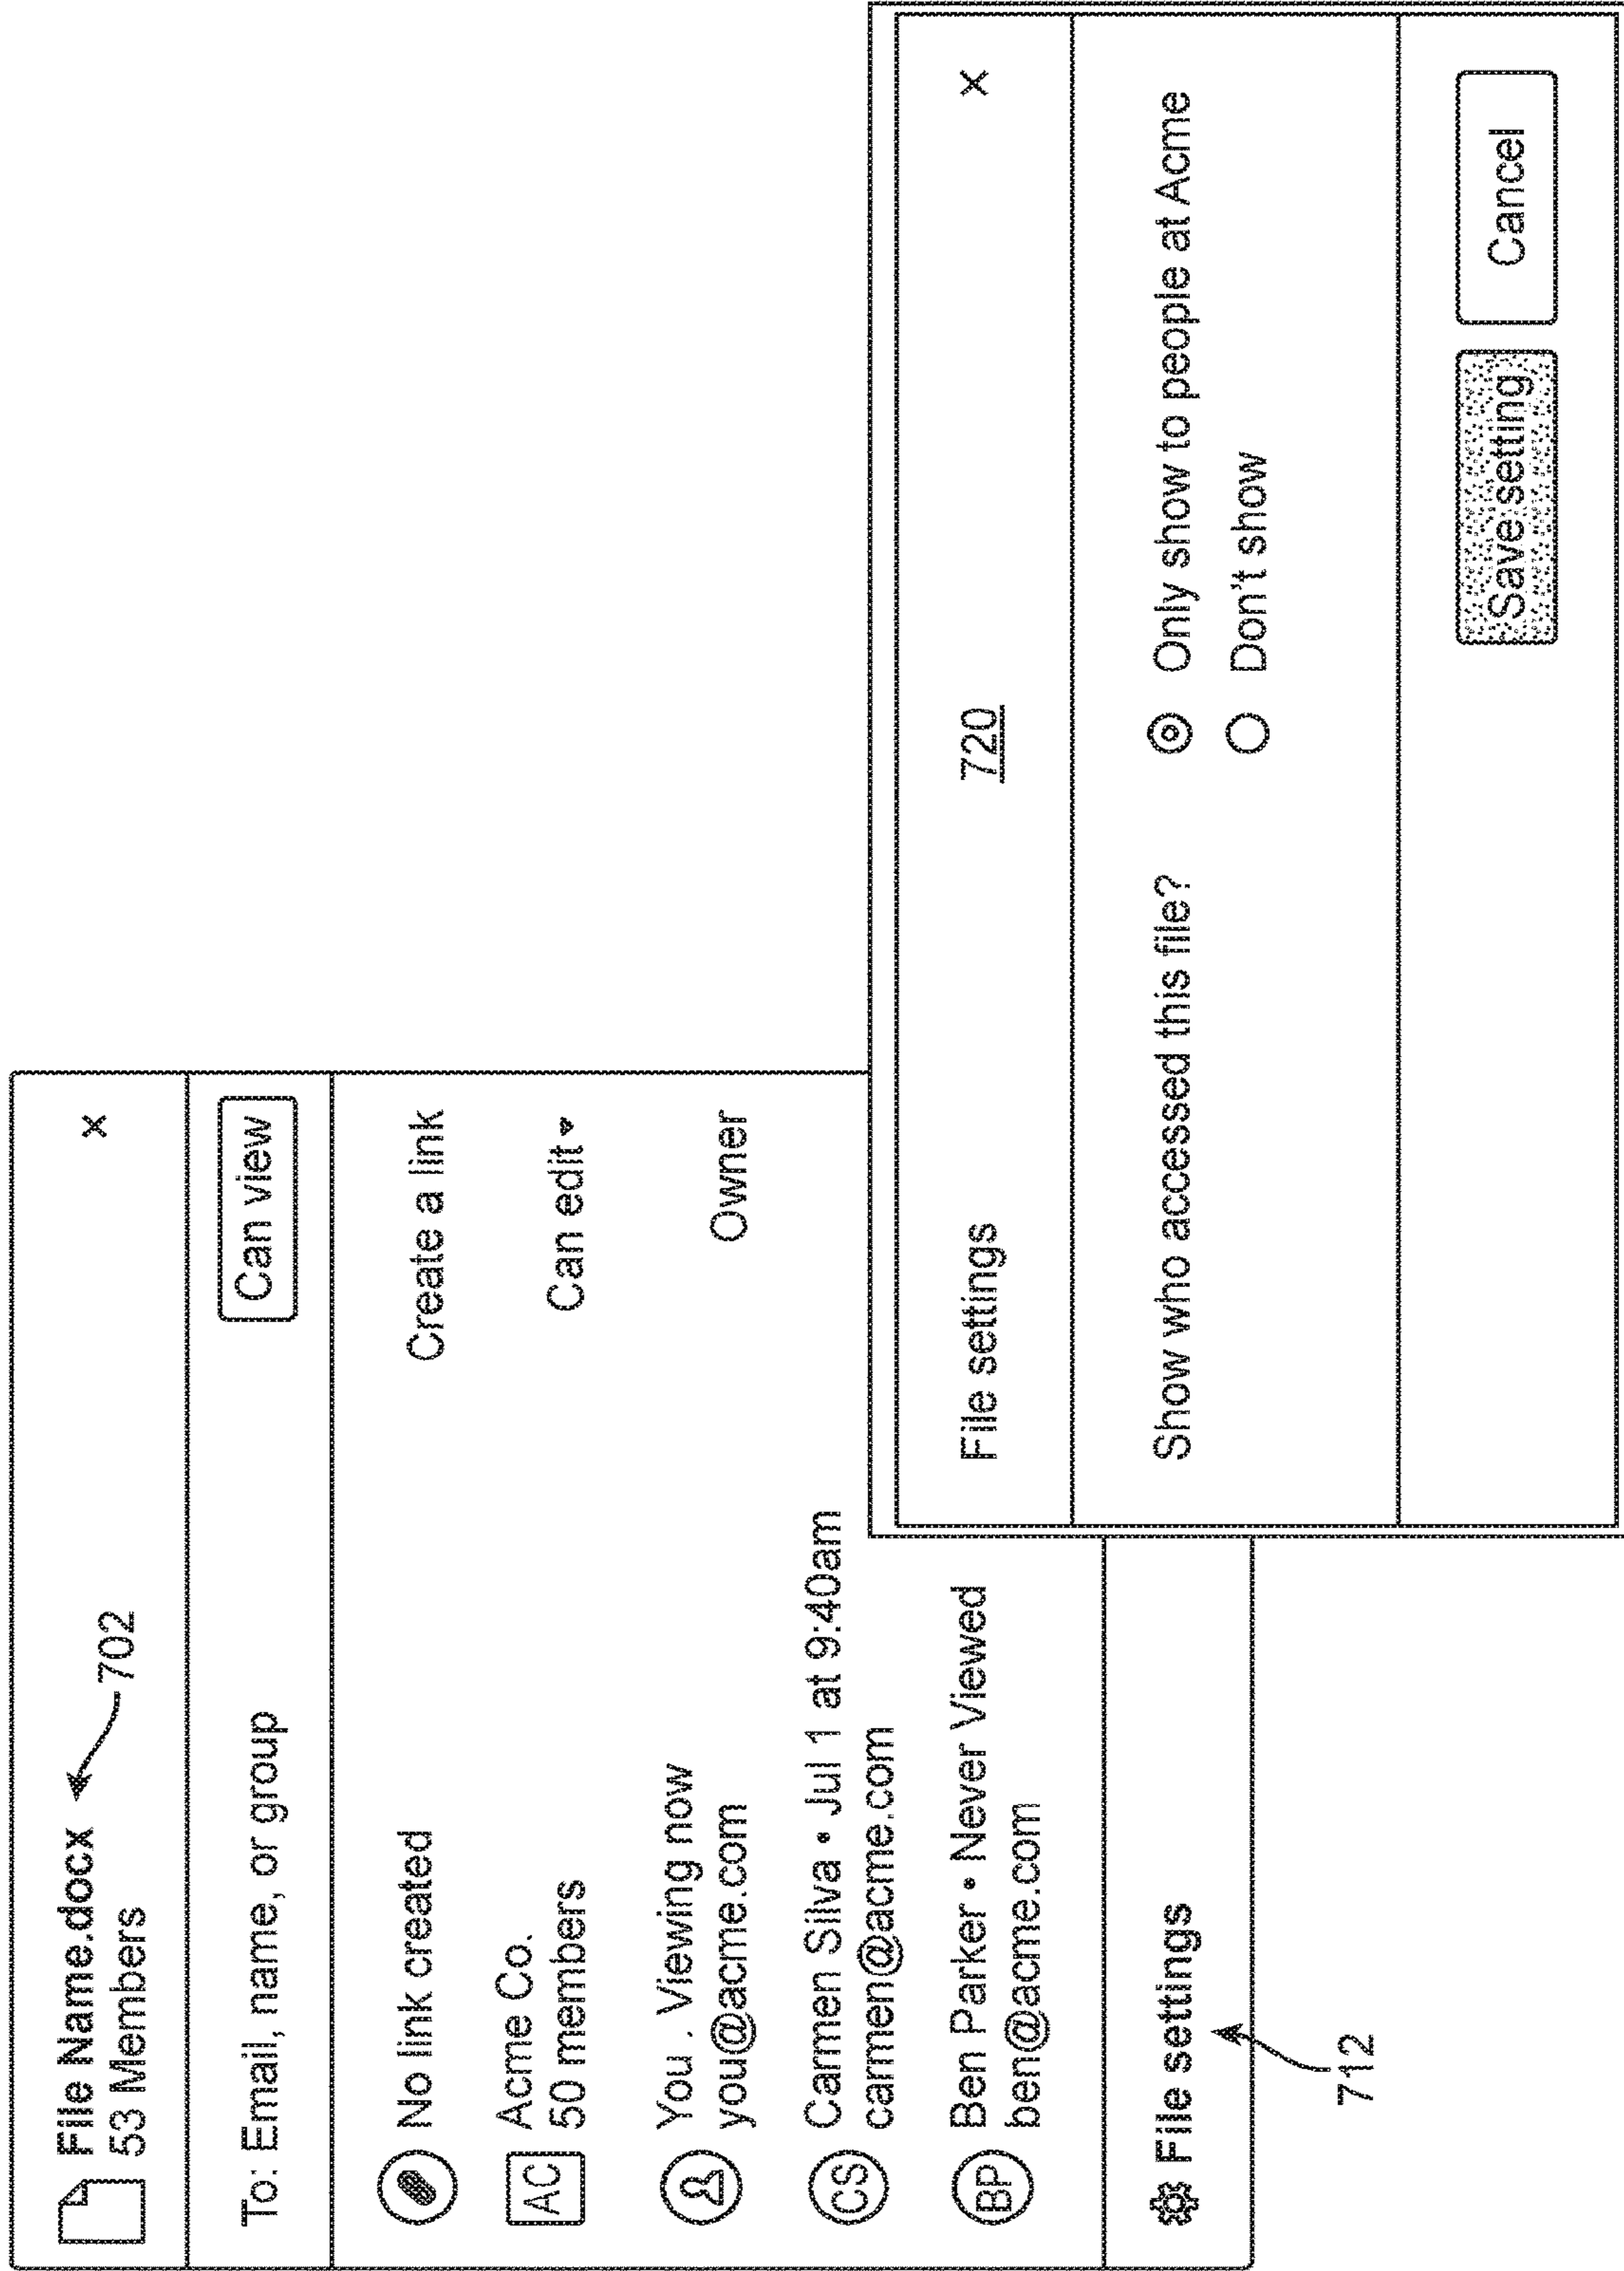 File Name.docx
702
×
53 Members
To: Email, name, or group
Can view
No link created
Create a link
AC
Acme Co.
Can edit
50 members
You . Viewing now
you@acme.com
Owner
CS
Carmen Silva • Jul 1 at 9:40am
carmen@acme.com
BP
Ben Parker • Never Viewed
ben@acme.com
File settings
712
File settings
720
×
Show who accessed this file?
Only show to people at Acme
Don't show
Save setting
Cancel